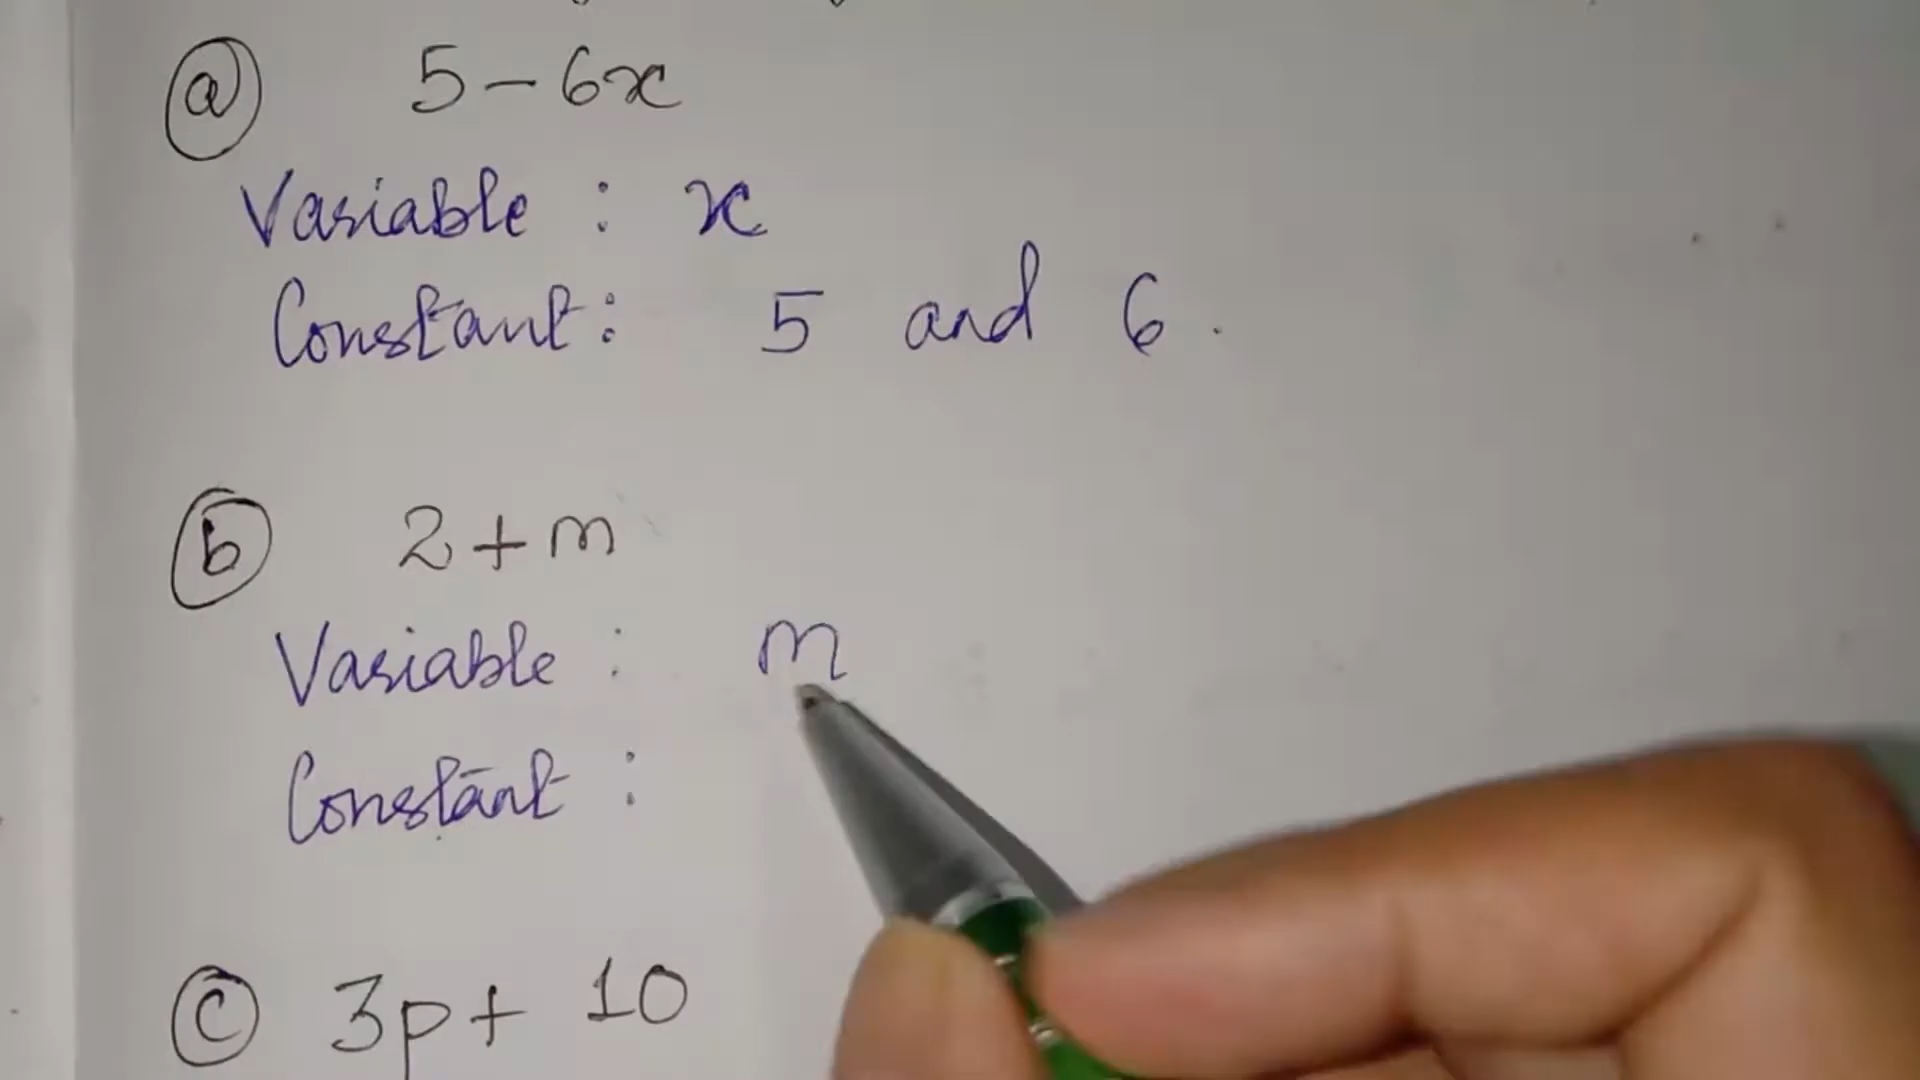 a 5-6x
Variable : x
Constant : 5 and 6.
b 2+m
Variable : m
Constant :
c 3p+ 10